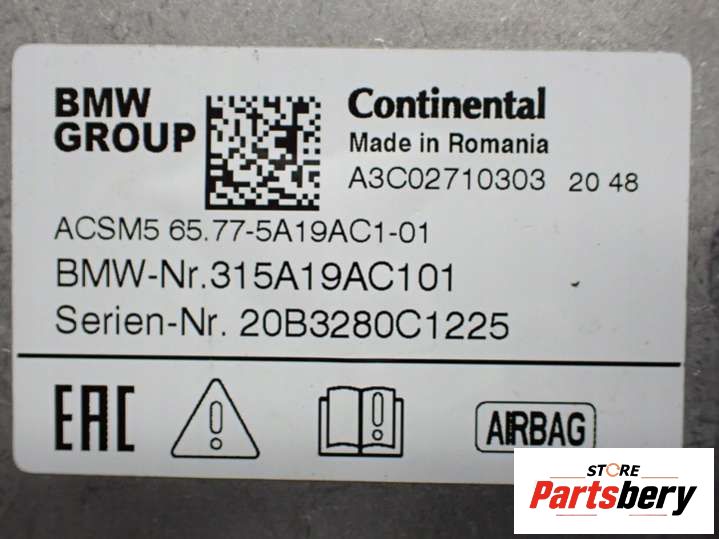 BMW
GROUP
Continental
Made in Romania
A3C02710303 20 48
ACSM5 65.77-5A19AC1-01
BMW-Nr.315A19AC101
Serien-Nr. 20B3280C1225
EAC
AIRBAG
STORE
Partsbery